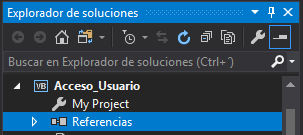 Explorador de soluciones
Buscar en Explorador de soluciones (Ctrl+´)
VB Acceso_Usuario
My Project
Referencias